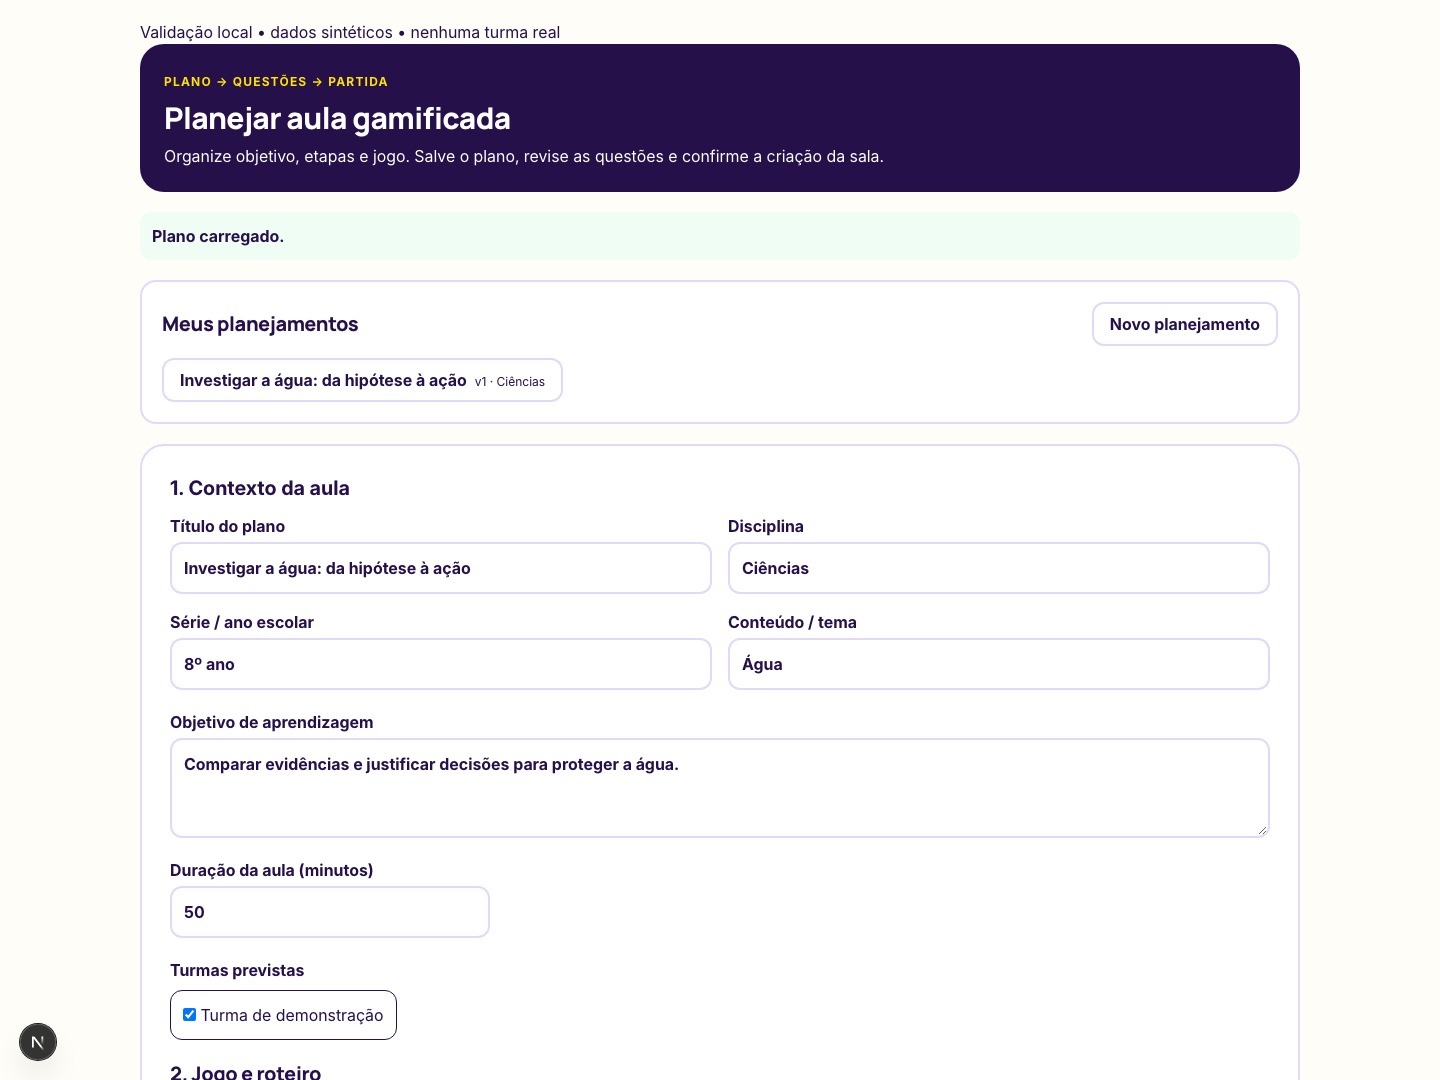 Validação local • dados sintéticos • nenhuma turma real
PLANO → QUESTÕES → PARTIDA
Planejar aula gamificada
Organize objetivo, etapas e jogo. Salve o plano, revise as questões e confirme a criação da sala.
Plano carregado.
Meus planejamentos
Novo planejamento
Investigar a água: da hipótese à ação v1 · Ciências
1. Contexto da aula
Título do plano
Disciplina
Investigar a água: da hipótese à ação
Ciências
Série / ano escolar
Conteúdo / tema
8º ano
Água
Objetivo de aprendizagem
Comparar evidências e justificar decisões para proteger a água.
Duração da aula (minutos)
50
Turmas previstas
Turma de demonstração
N
2. Jogo e roteiro